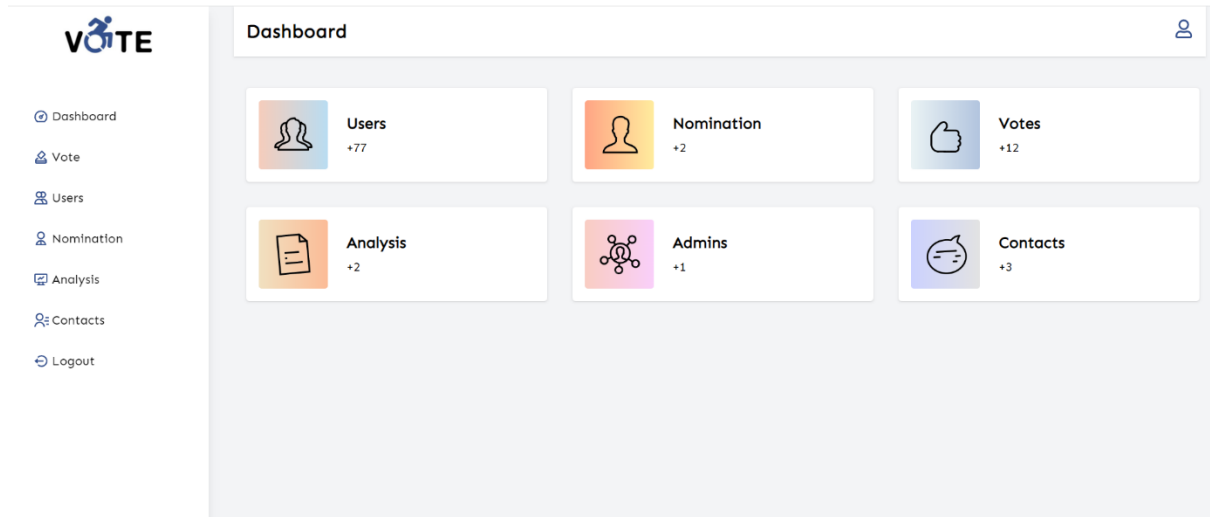 VOTE
Dashboard
Dashboard
Vote
Users
Nomination
Analysis
Contacts
Logout
Users
+77
Nomination
+2
Votes
+12
Analysis
+2
Admins
+1
Contacts
+3